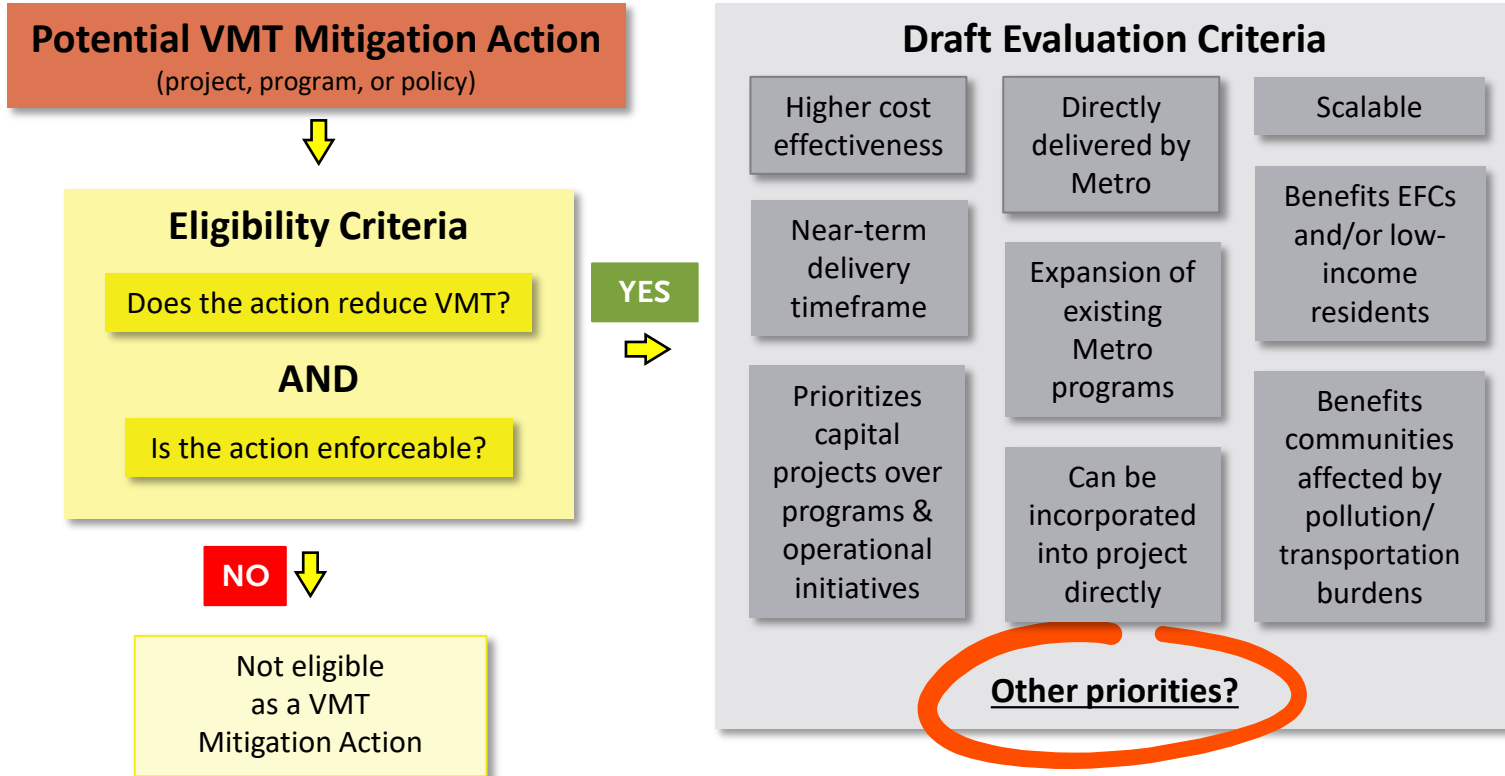 Potential VMT Mitigation Action
(project, program, or policy)
Eligibility Criteria
Does the action reduce VMT?
AND
Is the action enforceable?
YES
NO
Not eligible
as a VMT
Mitigation Action
Draft Evaluation Criteria
Higher cost
effectiveness
Near-term
delivery
timeframe
Prioritizes
capital
projects over
programs &
operational
initiatives
Directly
delivered by
Metro
Expansion of
existing
Metro
programs
Can be
incorporated
into project
directly
Scalable
Benefits EFCs
and/or low-
income
residents
Benefits
communities
affected by
pollution/
transportation
burdens
Other priorities?